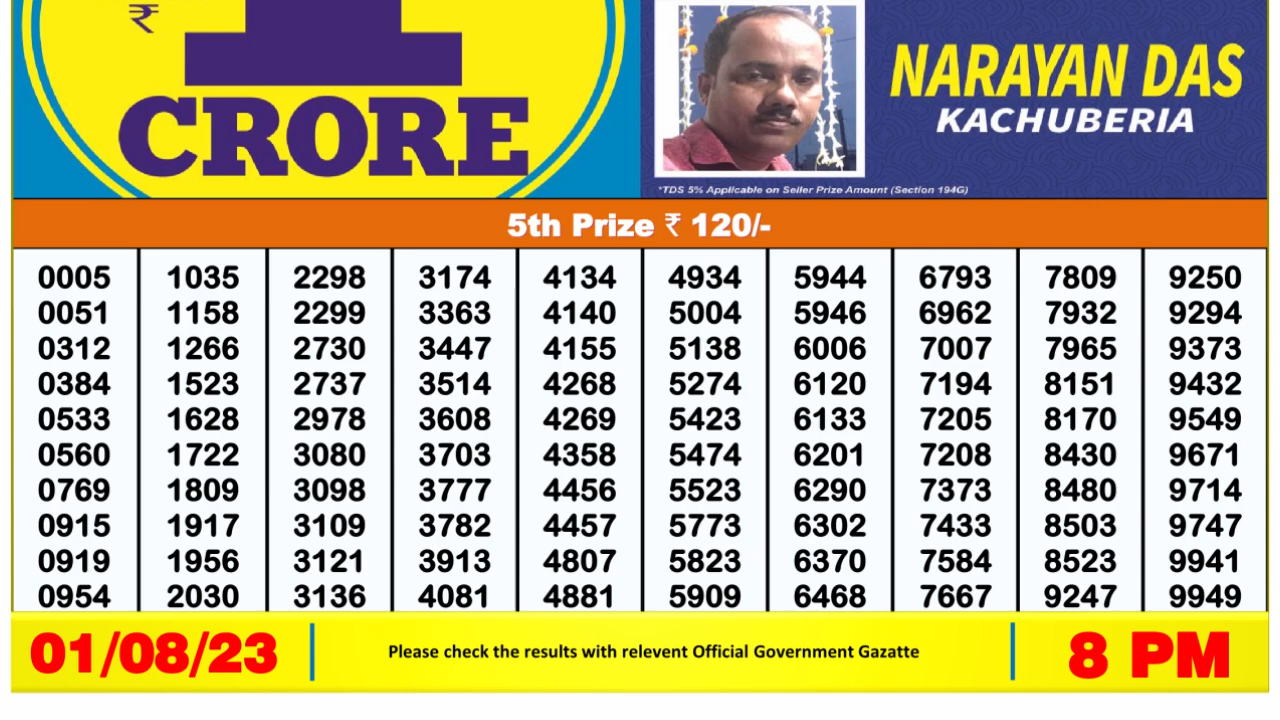 ₹ 1
CRORE
NARAYAN DAS
KACHUBERIA
*TDS 5% Applicable on Seller Prize Amount (Section 194G)
5th Prize ₹ 120/-
0005 1035 2298 3174 4134 4934 5944 6793 7809 9250
0051 1158 2299 3363 4140 5004 5946 6962 7932 9294
0312 1266 2730 3447 4155 5138 6006 7007 7965 9373
0384 1523 2737 3514 4268 5274 6120 7194 8151 9432
0533 1628 2978 3608 4269 5423 6133 7205 8170 9549
0560 1722 3080 3703 4358 5474 6201 7208 8430 9671
0769 1809 3098 3777 4456 5523 6290 7373 8480 9714
0915 1917 3109 3782 4457 5773 6302 7433 8503 9747
0919 1956 3121 3913 4807 5823 6370 7584 8523 9941
0954 2030 3136 4081 4881 5909 6468 7667 9247 9949
01/08/23 Please check the results with relevent Official Government Gazatte 8 PM